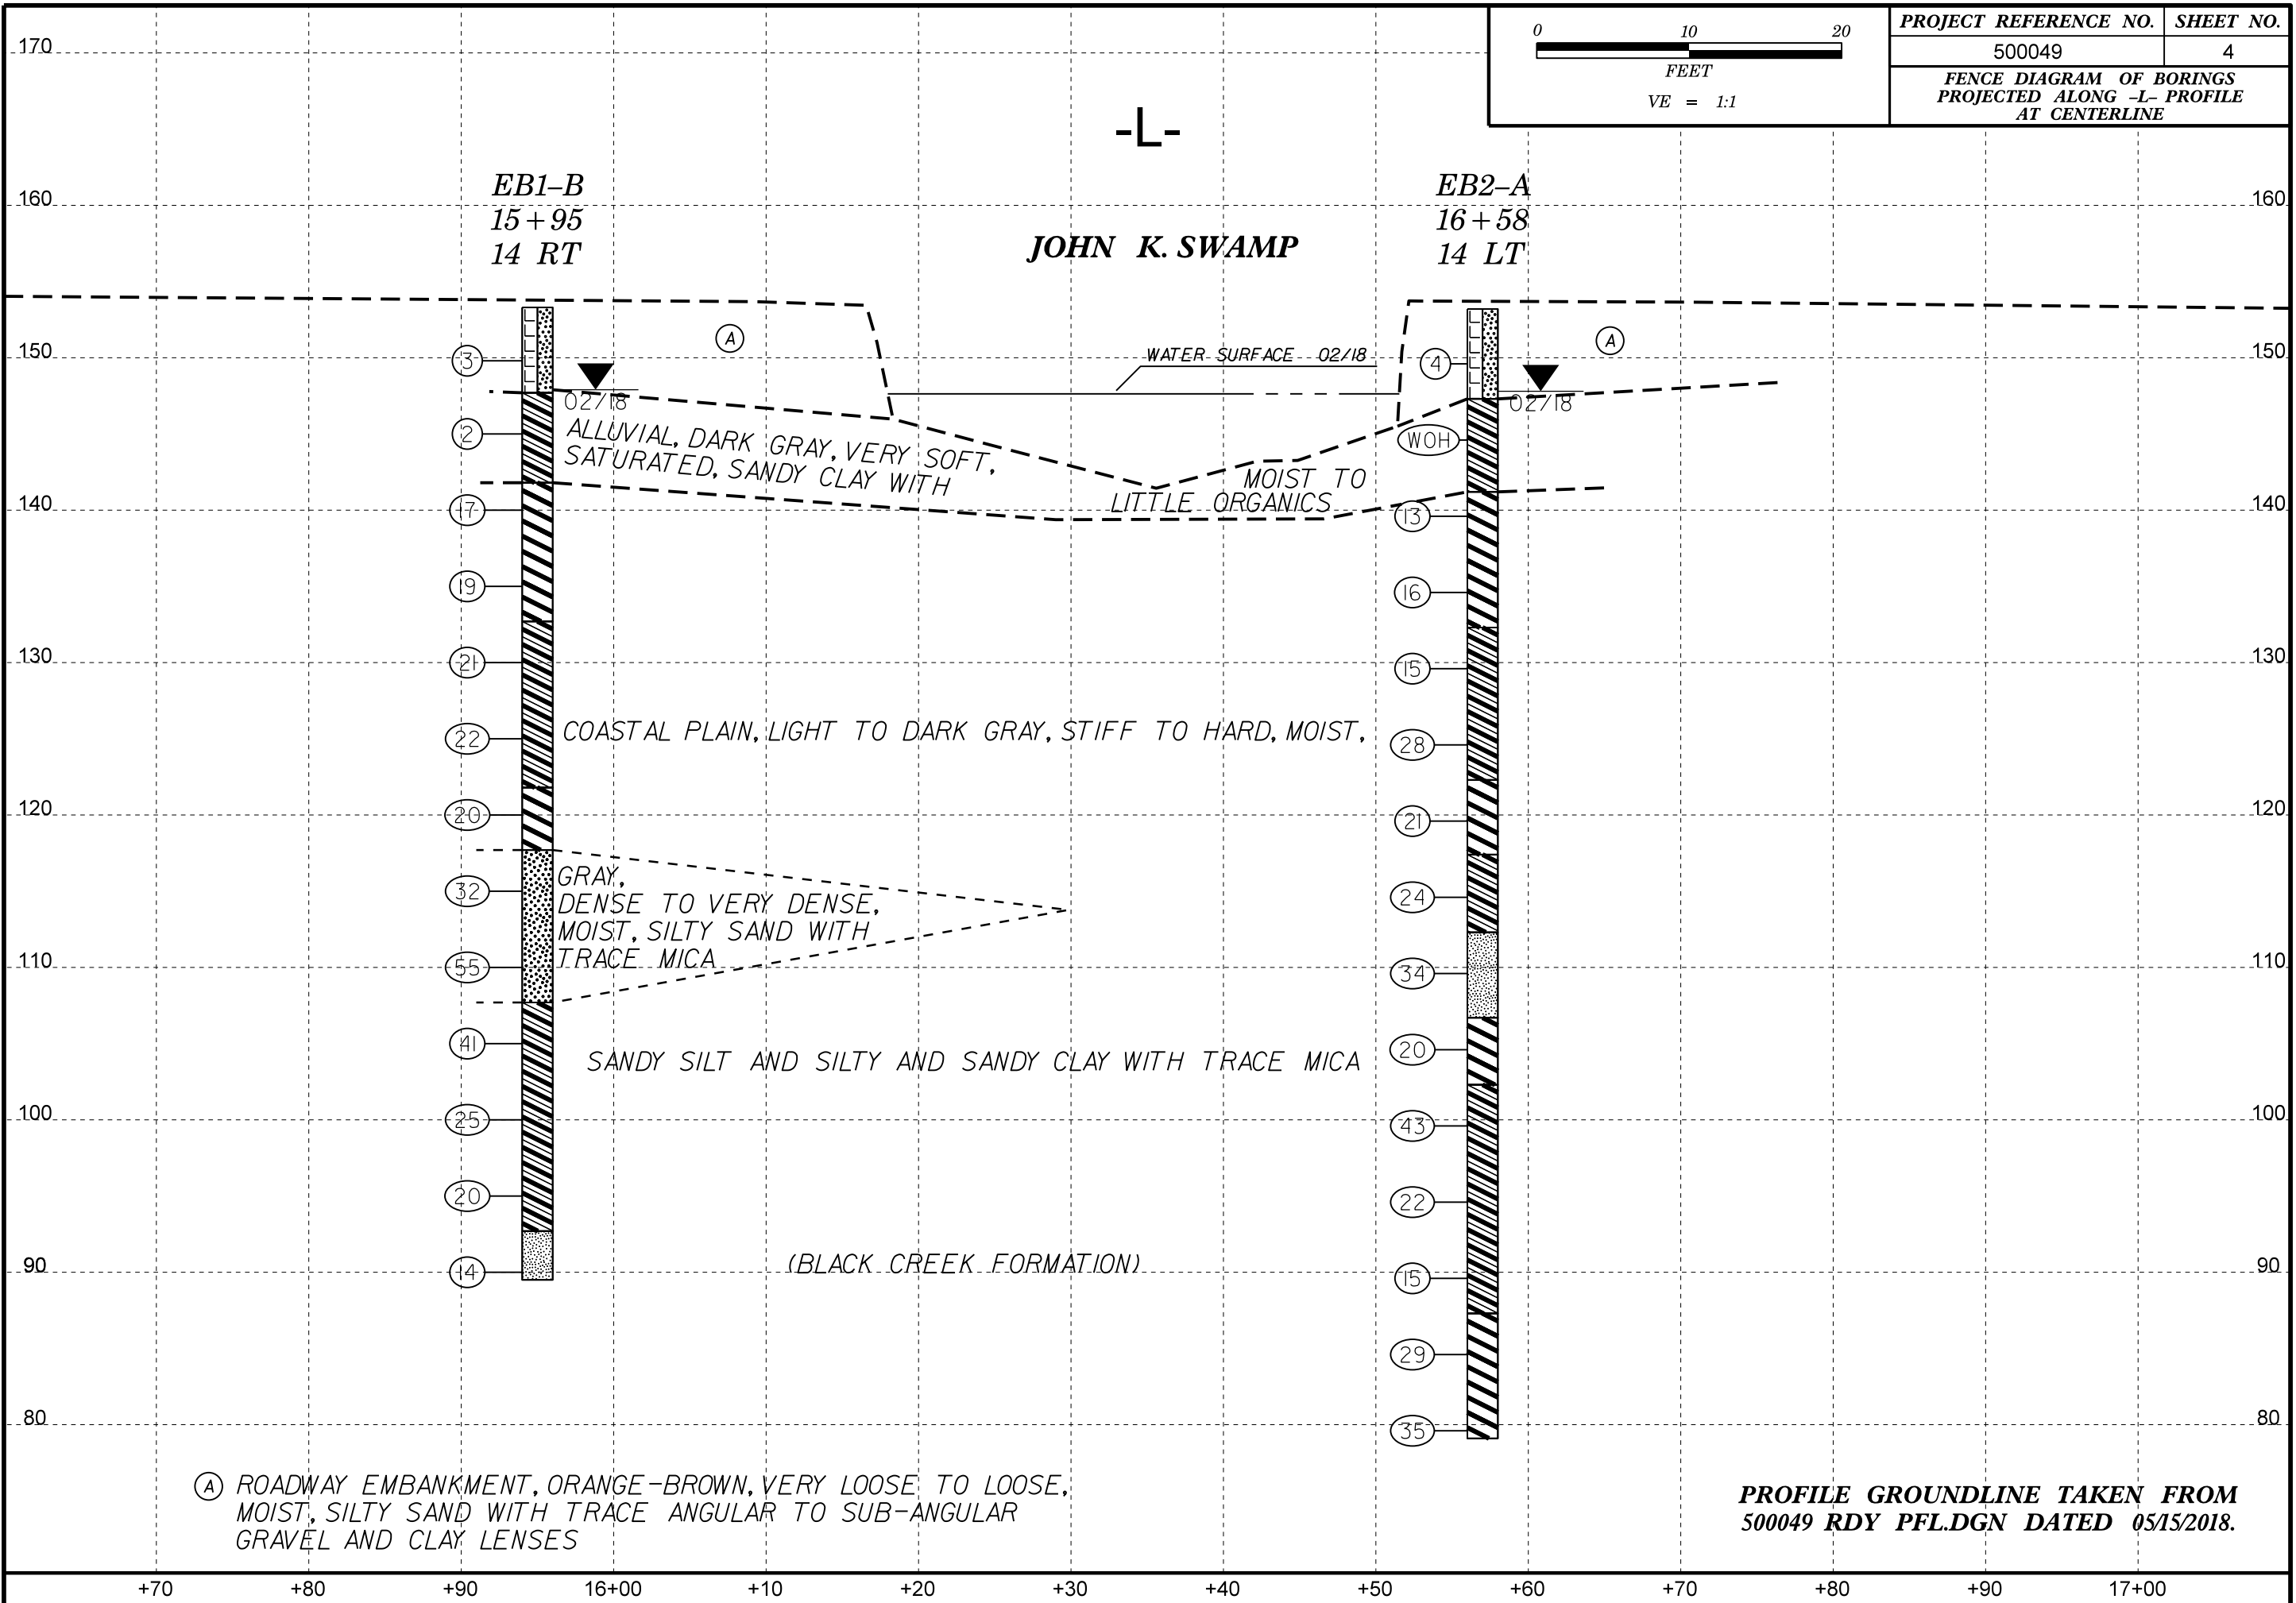 0 10 20
FEET
VE = 1:1
PROJECT REFERENCE NO. SHEET NO.
500049 4
FENCE DIAGRAM OF BORINGS
PROJECTED ALONG -L- PROFILE
AT CENTERLINE
170
-L-
EB1-B
15+95
14 RT
EB2-A
16+58
14 LT
160 160
JOHN K. SWAMP
A A
150 150
WATER SURFACE 02/18
3 4
02/18 02/18
2 WOH
ALLUVIAL, DARK GRAY, VERY SOFT,
SATURATED, SANDY CLAY WITH
MOIST TO
LITTLE ORGANICS
140 140
17 13
19 16
130 130
21 15
COASTAL PLAIN, LIGHT TO DARK GRAY, STIFF TO HARD, MOIST,
22 28
120 120
20 21
GRAY,
DENSE TO VERY DENSE,
MOIST, SILTY SAND WITH
TRACE MICA
32 24
110 110
55 34
41 20
SANDY SILT AND SILTY AND SANDY CLAY WITH TRACE MICA
100 100
25 43
20 22
(BLACK CREEK FORMATION)
90 90
14 15
29
80 80
35
A ROADWAY EMBANKMENT, ORANGE-BROWN, VERY LOOSE TO LOOSE,
MOIST, SILTY SAND WITH TRACE ANGULAR TO SUB-ANGULAR
GRAVEL AND CLAY LENSES
PROFILE GROUNDLINE TAKEN FROM
500049 RDY PFL.DGN DATED 05/15/2018.
+70 +80 +90 16+00 +10 +20 +30 +40 +50 +60 +70 +80 +90 17+00